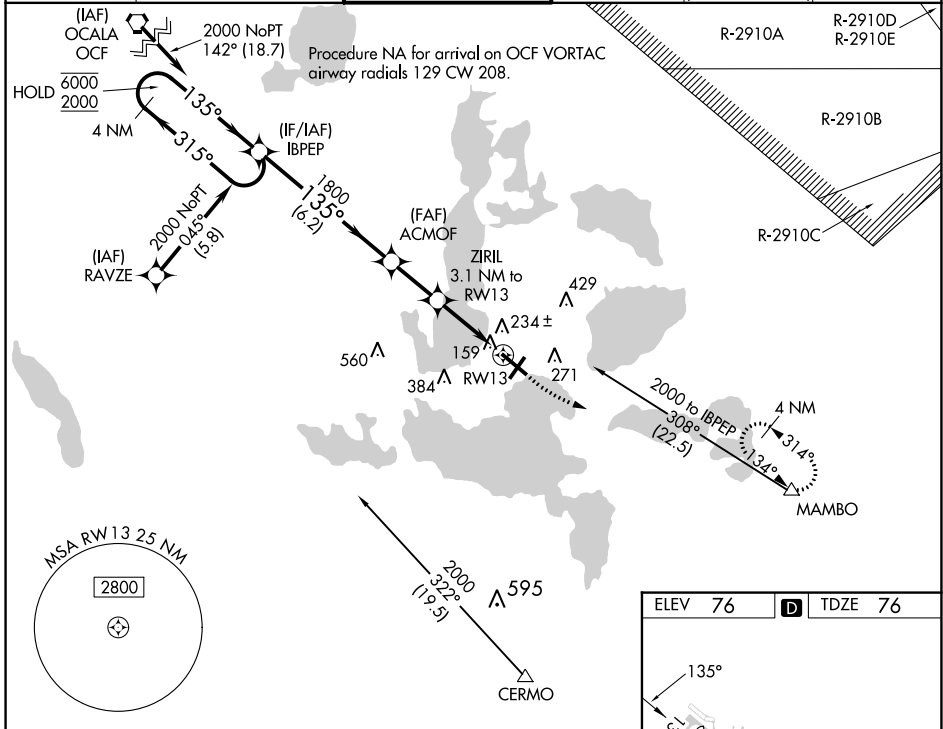 (IAF)
OCALA
OCF
2000 NoPT
142° (18.7)
Procedure NA for arrival on OCF VORTAC
airway radials 129 CW 208.
R-2910A
R-2910D
R-2910E
R-2910B
R-2910C
HOLD 6000
2000
4 NM
135°
315°
(IF/IAF)
IBPEP
2000 NoPT
045°
(5.8)
(IAF)
RAVZE
1800
135°
(6.2)
(FAF)
ACMOF
ZIRIL
3.1 NM to
RW13
429
234±
159
RW13
271
560
384
2000 to IBPEP
308°
(22.5)
4 NM
314°
134°
MAMBO
MSA RW13 25 NM
2800
2000
322°
(19.5)
595
CERMO
ELEV 76
D
TDZE 76
135°
13